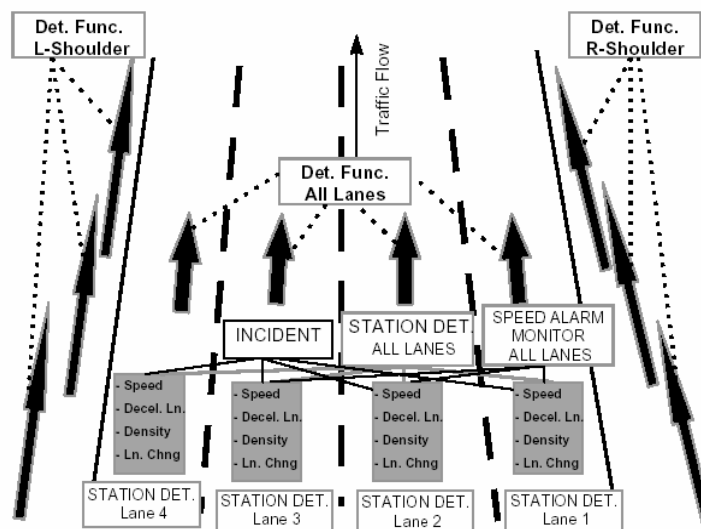 Det. Func.
L-Shoulder
Det. Func.
R-Shoulder
Traffic Flow
Det. Func.
All Lanes
INCIDENT
STATION DET.
ALL LANES
SPEED ALARM
MONITOR
ALL LANES
- Speed
- Decel. Ln.
- Density
- Ln. Chng
- Speed
- Decel. Ln.
- Density
- Ln. Chng
- Speed
- Decel. Ln.
- Density
- Ln. Chng
- Speed
- Decel. Ln.
- Density
- Ln. Chng
STATION DET.
Lane 4
STATION DET.
Lane 3
STATION DET.
Lane 2
STATION DET.
Lane 1